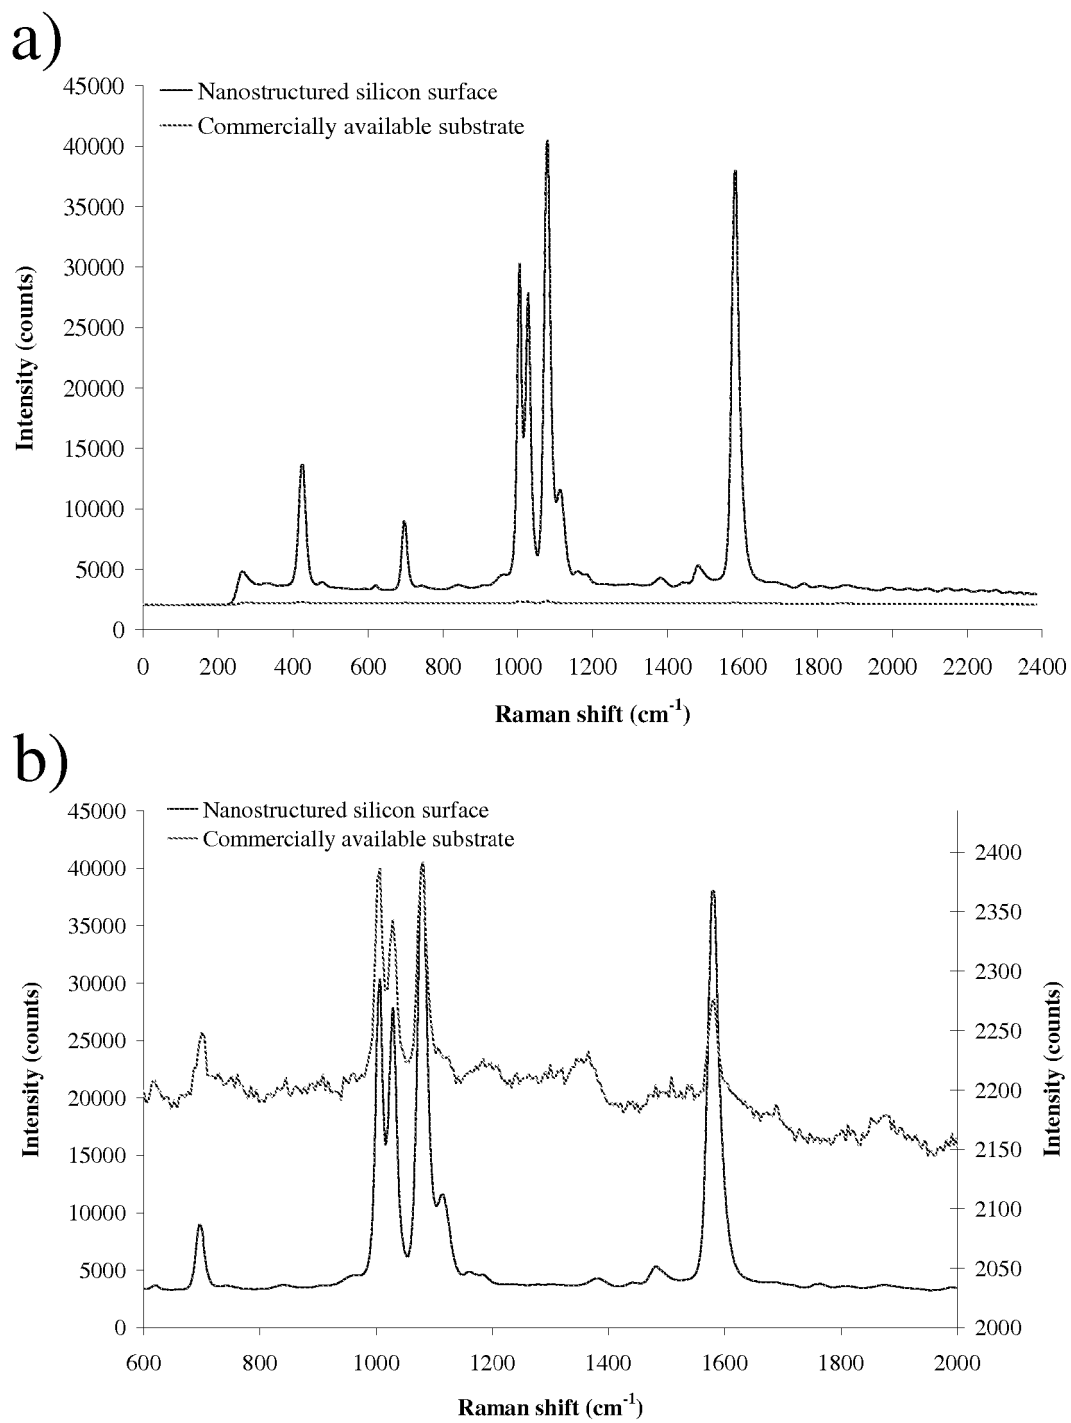 a)
45000
40000
35000
30000
25000
20000
15000
10000
5000
0
Intensity (counts)
Nanostructured silicon surface
Commercially available substrate
0 200 400 600 800 1000 1200 1400 1600 1800 2000 2200 2400
Raman shift (cm-1)
b)
45000
40000
35000
30000
25000
20000
15000
10000
5000
0
Intensity (counts)
Nanostructured silicon surface
Commercially available substrate
2400
2350
2300
2250
2200
2150
2100
2050
2000
Intensity (counts)
600 800 1000 1200 1400 1600 1800 2000
Raman shift (cm-1)